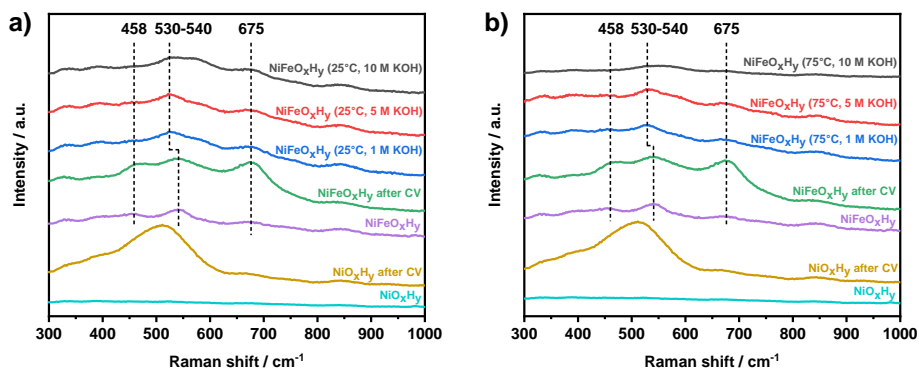 a)
458 530-540 675
NiFeOxHy (25°C, 10 M KOH)
NiFeOxHy (25°C, 5 M KOH)
NiFeOxHy (25°C, 1 M KOH)
NiFeOxHy after CV
NiFeOxHy
NiOxHy after CV
NiOxHy
Intensity / a.u.
300 400 500 600 700 800 900 1000
Raman shift / cm⁻¹
b)
458 530-540 675
NiFeOxHy (75°C, 10 M KOH)
NiFeOxHy (75°C, 5 M KOH)
NiFeOxHy (75°C, 1 M KOH)
NiFeOxHy after CV
NiFeOxHy
NiOxHy after CV
NiOxHy
Intensity / a.u.
300 400 500 600 700 800 900 1000
Raman shift / cm⁻¹